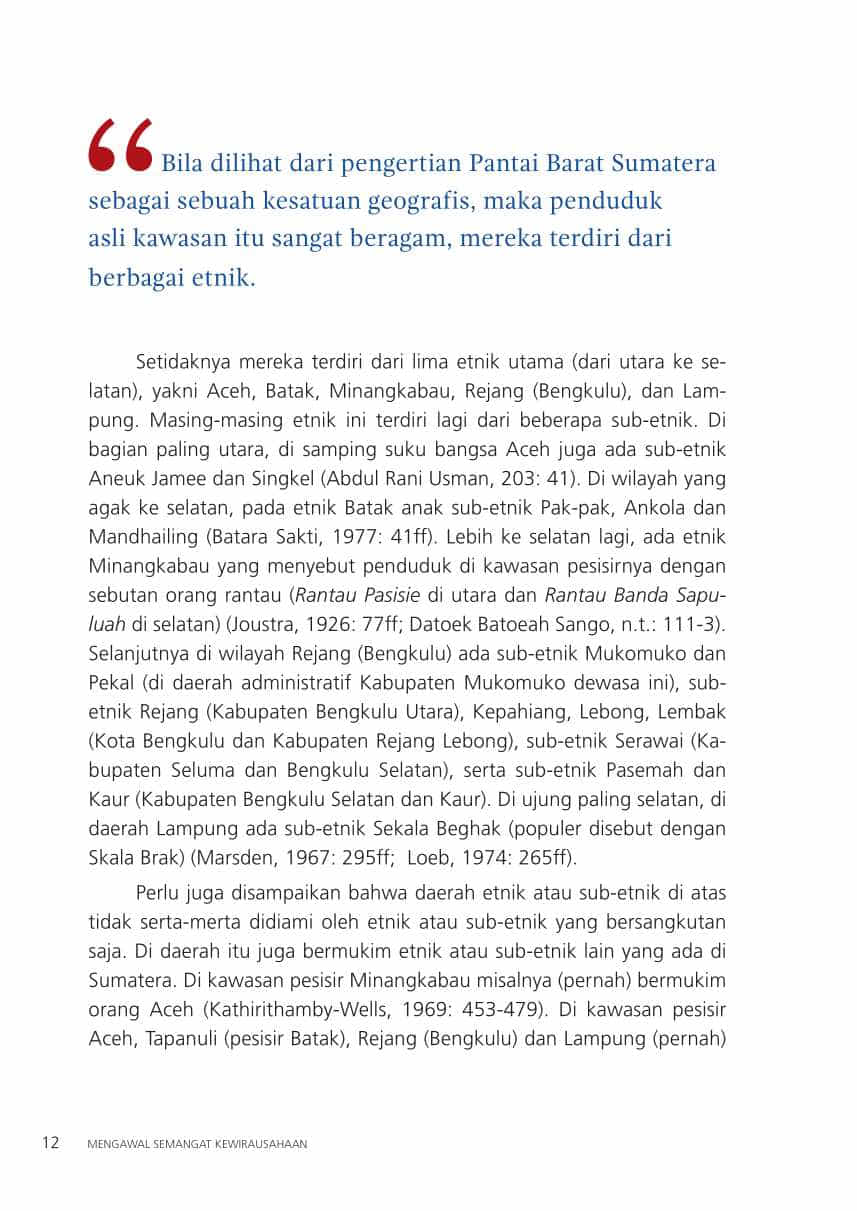 “Bila dilihat dari pengertian Pantai Barat Sumatera
sebagai sebuah kesatuan geografis, maka penduduk
asli kawasan itu sangat beragam, mereka terdiri dari
berbagai etnik.
Setidaknya mereka terdiri dari lima etnik utama (dari utara ke se-
latan), yakni Aceh, Batak, Minangkabau, Rejang (Bengkulu), dan Lam-
pung. Masing-masing etnik ini terdiri lagi dari beberapa sub-etnik. Di
bagian paling utara, di samping suku bangsa Aceh juga ada sub-etnik
Aneuk Jamee dan Singkel (Abdul Rani Usman, 203: 41). Di wilayah yang
agak ke selatan, pada etnik Batak anak sub-etnik Pak-pak, Ankola dan
Mandhailing (Batara Sakti, 1977: 41ff). Lebih ke selatan lagi, ada etnik
Minangkabau yang menyebut penduduk di kawasan pesisirnya dengan
sebutan orang rantau (Rantau Pasisie di utara dan Rantau Banda Sapu-
luah di selatan) (Joustra, 1926: 77ff; Datoek Batoeah Sango, n.t.: 111-3).
Selanjutnya di wilayah Rejang (Bengkulu) ada sub-etnik Mukomuko dan
Pekal (di daerah administratif Kabupaten Mukomuko dewasa ini), sub-
etnik Rejang (Kabupaten Bengkulu Utara), Kepahiang, Lebong, Lembak
(Kota Bengkulu dan Kabupaten Rejang Lebong), sub-etnik Serawai (Ka-
bupaten Seluma dan Bengkulu Selatan), serta sub-etnik Pasemah dan
Kaur (Kabupaten Bengkulu Selatan dan Kaur). Di ujung paling selatan, di
daerah Lampung ada sub-etnik Sekala Beghak (populer disebut dengan
Skala Brak) (Marsden, 1967: 295ff; Loeb, 1974: 265ff).
Perlu juga disampaikan bahwa daerah etnik atau sub-etnik di atas
tidak serta-merta didiami oleh etnik atau sub-etnik yang bersangkutan
saja. Di daerah itu juga bermukim etnik atau sub-etnik lain yang ada di
Sumatera. Di kawasan pesisir Minangkabau misalnya (pernah) bermukim
orang Aceh (Kathirithamby-Wells, 1969: 453-479). Di kawasan pesisir
Aceh, Tapanuli (pesisir Batak), Rejang (Bengkulu) dan Lampung (pernah)
12 MENGAWAL SEMANGAT KEWIRAUSAHAAN